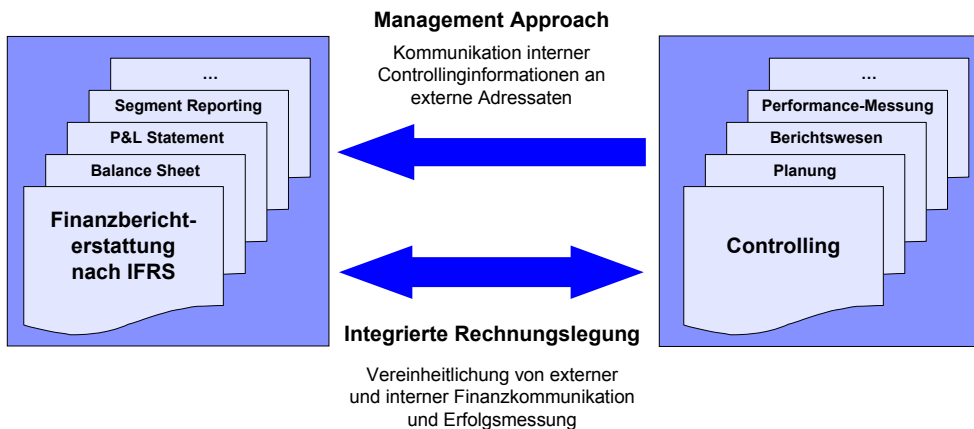 Management Approach
Kommunikation interner
Controllinginformationen an
externe Adressaten
...
Segment Reporting
P&L Statement
Balance Sheet
Finanzbericht-
erstattung
nach IFRS
...
Performance-Messung
Berichtswesen
Planung
Controlling
Integrierte Rechnungslegung
Vereinheitlichung von externer
und interner Finanzkommunikation
und Erfolgsmessung